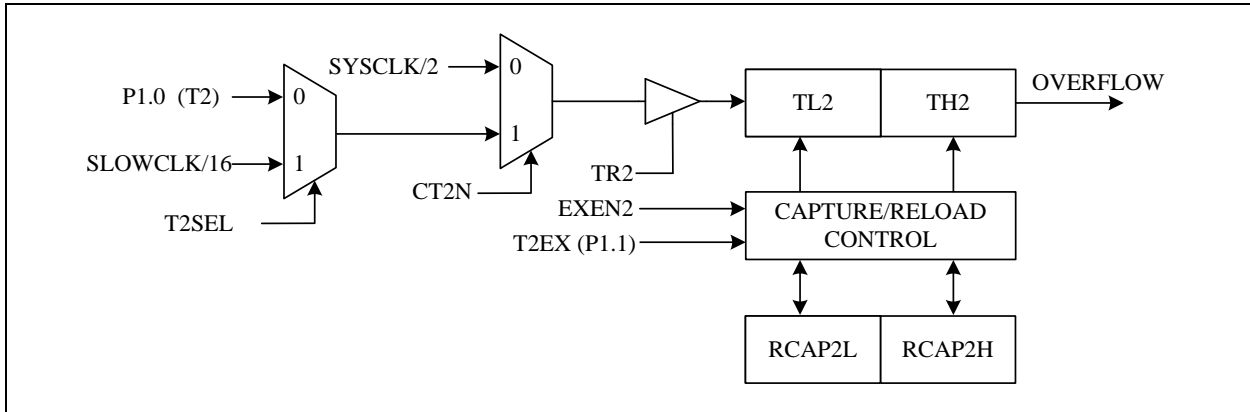 SYSCLK/2
0
OVERFLOW
P1.0 (T2)
0
TL2
TH2
1
SLOWCLK/16
1
TR2
CT2N
EXEN2
CAPTURE/RELOAD
CONTROL
T2SEL
T2EX (P1.1)
RCAP2L
RCAP2H